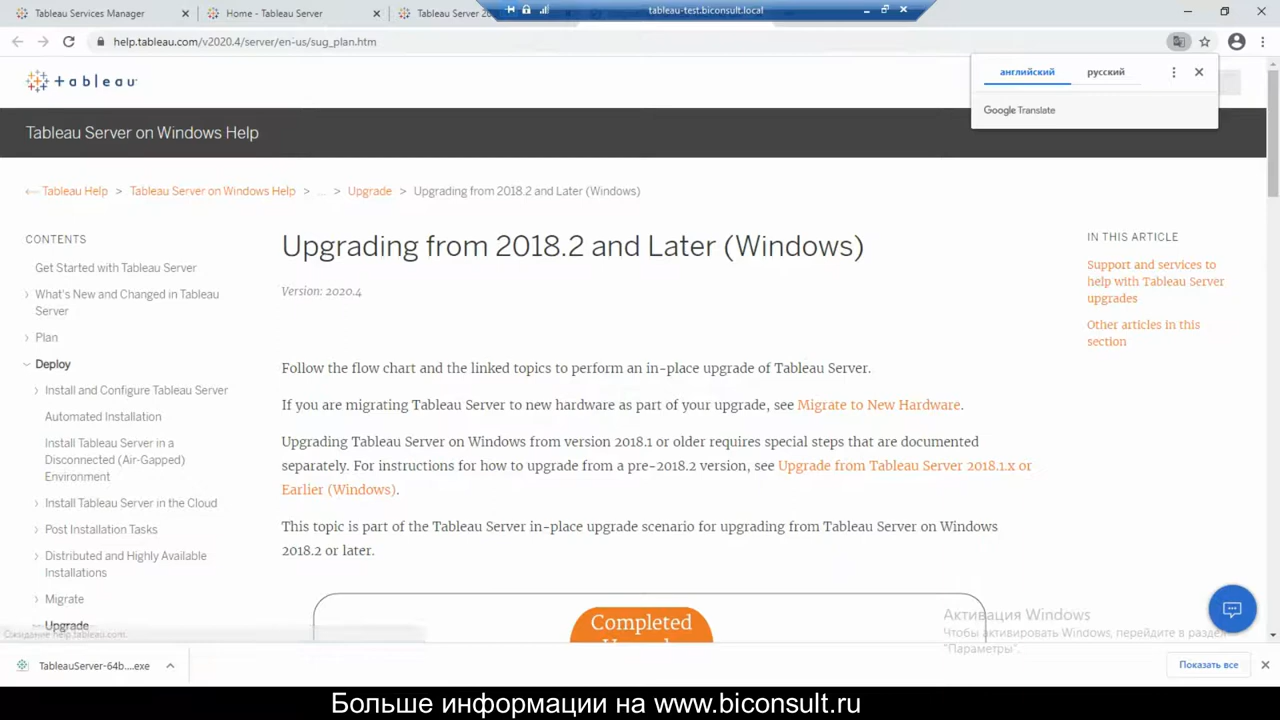 Tableau Services Manager
Home - Tableau Server
Tableau Server 20
tableau-test.biconsult.local
help.tableau.com/v2020.4/server/en-us/sug_plan.htm
английский
русский
Google Translate
tableau
Tableau Server on Windows Help
Tableau Help > Tableau Server on Windows Help > ... > Upgrade > Upgrading from 2018.2 and Later (Windows)
CONTENTS
Get Started with Tableau Server
What's New and Changed in Tableau
Server
Plan
Deploy
Install and Configure Tableau Server
Automated Installation
Install Tableau Server in a
Disconnected (Air-Gapped)
Environment
Install Tableau Server in the Cloud
Post Installation Tasks
Distributed and Highly Available
Installations
Migrate
Upgrade
Ожидание help.tableau.com.
Upgrading from 2018.2 and Later (Windows)
Version: 2020.4
Follow the flow chart and the linked topics to perform an in-place upgrade of Tableau Server.
If you are migrating Tableau Server to new hardware as part of your upgrade, see Migrate to New Hardware.
Upgrading Tableau Server on Windows from version 2018.1 or older requires special steps that are documented
separately. For instructions for how to upgrade from a pre-2018.2 version, see Upgrade from Tableau Server 2018.1.x or
Earlier (Windows).
This topic is part of the Tableau Server in-place upgrade scenario for upgrading from Tableau Server on Windows
2018.2 or later.
Completed
IN THIS ARTICLE
Support and services to
help with Tableau Server
upgrades
Other articles in this
section
Активация Windows
Чтобы активировать Windows, перейдите в раздел
"Параметры".
TableauServer-64b....exe
Показать все
Больше информации на www.biconsult.ru